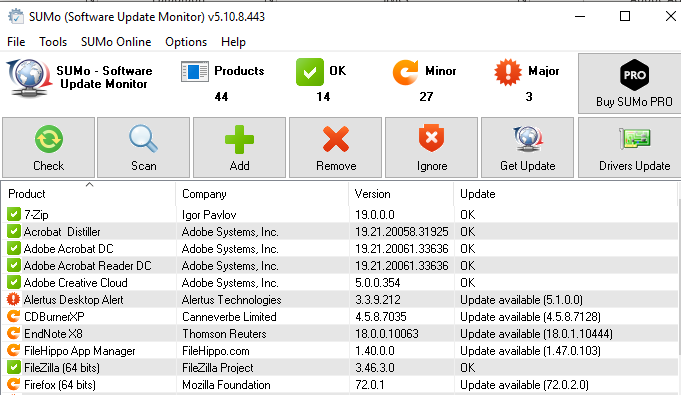 SUMo (Software Update Monitor) v5.10.8.443
File Tools SUMo Online Options Help
SUMo - Software Update Monitor
Products 44
OK 14
Minor 27
Major 3
PRO
Buy SUMo PRO
Check Scan Add Remove Ignore Get Update Drivers Update
Product Company Version Update
7-Zip Igor Pavlov 19.0.0.0 OK
Acrobat Distiller Adobe Systems, Inc. 19.21.20058.31925 OK
Adobe Acrobat DC Adobe Systems, Inc. 19.21.20061.33636 OK
Adobe Acrobat Reader DC Adobe Systems, Inc. 19.21.20061.33636 OK
Adobe Creative Cloud Adobe Systems, Inc. 5.0.0.354 OK
Alertus Desktop Alert Alertus Technologies 3.3.9.212 Update available (5.1.0.0)
CDBurnerXP Canneverbe Limited 4.5.8.7035 Update available (4.5.8.7128)
EndNote X8 Thomson Reuters 18.0.0.10063 Update available (18.0.1.10444)
FileHippo App Manager FileHippo.com 1.40.0.0 Update available (1.47.0.103)
FileZilla (64 bits) FileZilla Project 3.46.3.0 OK
Firefox (64 bits) Mozilla Foundation 72.0.1 Update available (72.0.2.0)